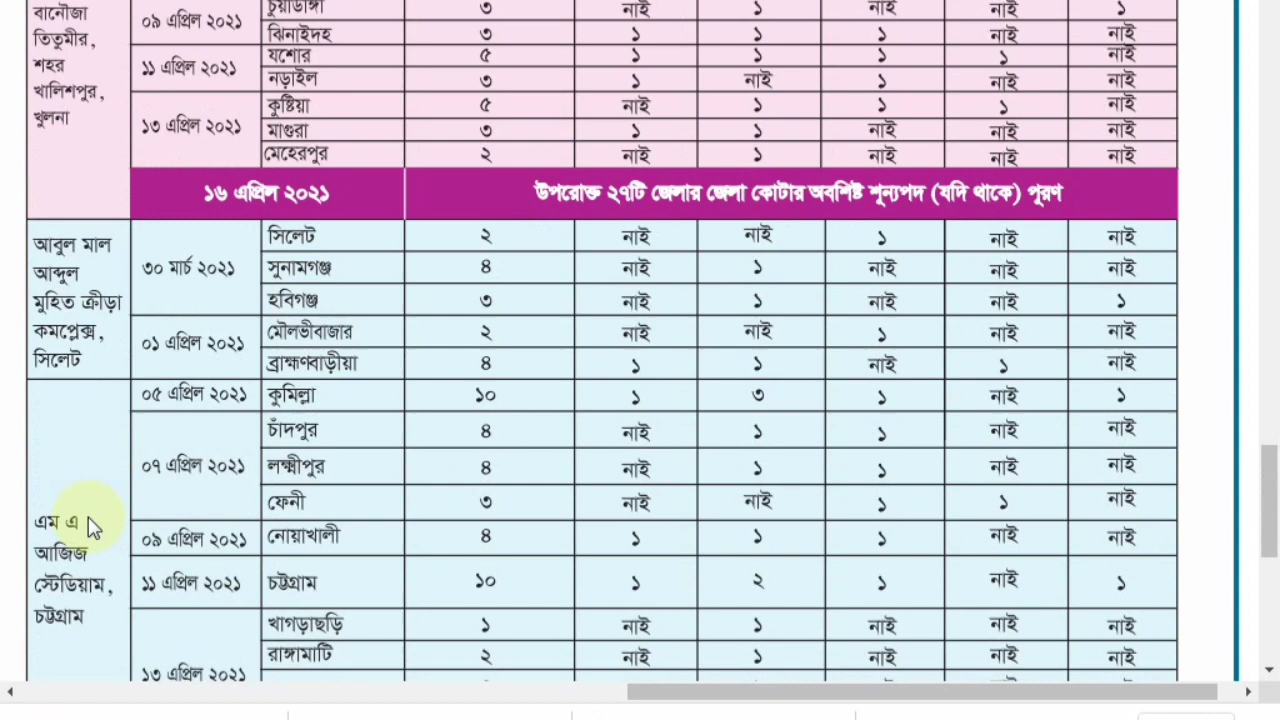 বানৌজা
তিতুমীর,
শহর
খালিশপুর,
খুলনা
০৯ এপ্রিল ২০২১
চুয়াডাঙ্গা ৩ নাই ১ নাই নাই ১
ঝিনাইদহ ৩ ১ ১ ১ নাই নাই
১১ এপ্রিল ২০২১
যশোর ৫ ১ ১ ১ ১ নাই
নড়াইল ৩ ১ নাই ১ নাই নাই
১৩ এপ্রিল ২০২১
কুষ্টিয়া ৫ নাই ১ ১ ১ নাই
মাগুরা ৩ ১ ১ নাই নাই নাই
মেহেরপুর ২ নাই ১ নাই নাই নাই
১৬ এপ্রিল ২০২১ উপরোক্ত ২৭টি জেলার জেলা কোটার অবশিষ্ট শূন্যপদ (যদি থাকে) পূরণ
আবুল মাল
আব্দুল
মুহিত ক্রীড়া
কমপ্লেক্স,
সিলেট
৩০ মার্চ ২০২১
সিলেট ২ নাই নাই ১ নাই নাই
সুনামগঞ্জ ৪ নাই ১ নাই নাই নাই
হবিগঞ্জ ৩ নাই ১ নাই নাই ১
০১ এপ্রিল ২০২১
মৌলভীবাজার ২ নাই নাই ১ নাই নাই
ব্রাহ্মণবাড়ীয়া ৪ ১ ১ নাই ১ নাই
এম এ
আজিজ
স্টেডিয়াম,
চট্টগ্রাম
০৫ এপ্রিল ২০২১ কুমিল্লা ১০ ১ ৩ ১ নাই ১
০৭ এপ্রিল ২০২১
চাঁদপুর ৪ নাই ১ ১ নাই নাই
লক্ষ্মীপুর ৪ নাই ১ ১ নাই নাই
ফেনী ৩ নাই নাই ১ ১ নাই
০৯ এপ্রিল ২০২১ নোয়াখালী ৪ ১ ১ ১ নাই নাই
১১ এপ্রিল ২০২১ চট্টগ্রাম ১০ ১ ২ ১ নাই ১
১৩ এপ্রিল ২০২১
খাগড়াছড়ি ১ নাই ১ নাই নাই নাই
রাঙ্গামাটি ২ নাই ১ নাই নাই নাই